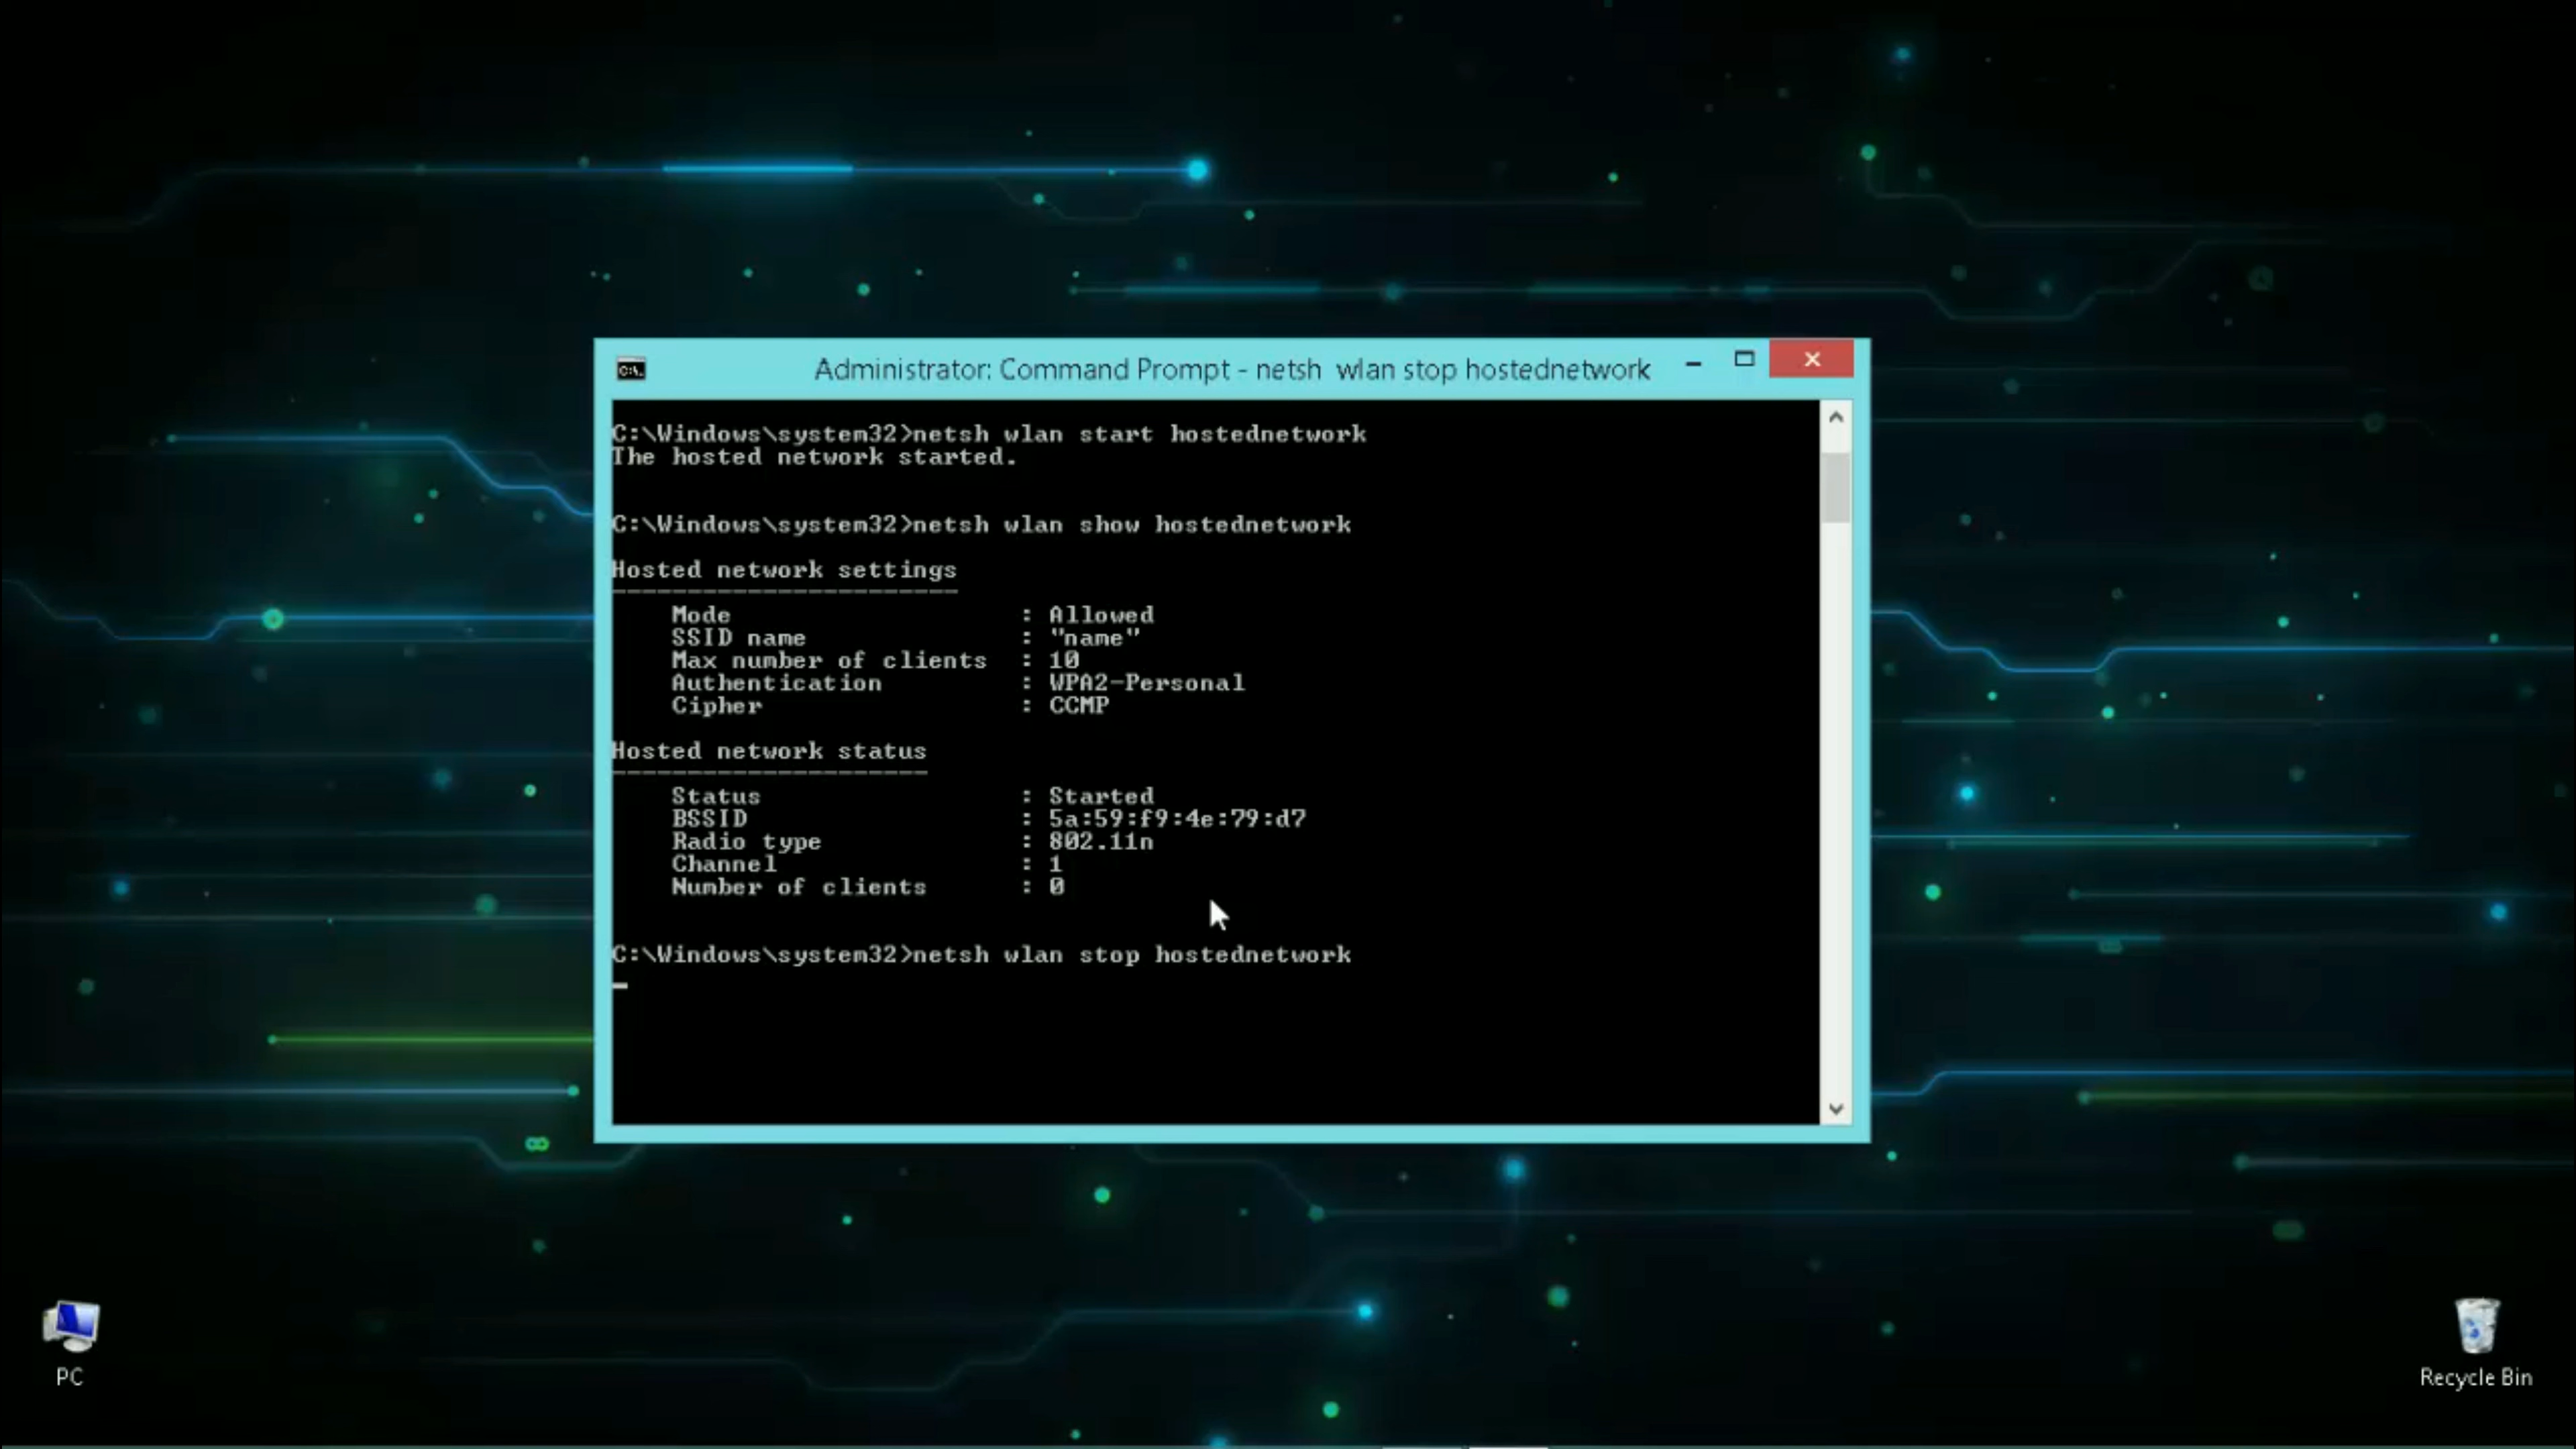 Administrator: Command Prompt - netsh  wlan stop hostednetwork
C:\Windows\system32>netsh wlan start hostednetwork
The hosted network started.
C:\Windows\system32>netsh wlan show hostednetwork
Hosted network settings
-----------------------
Mode : Allowed
SSID name : "name"
Max number of clients : 10
Authentication : WPA2-Personal
Cipher : CCMP
Hosted network status
---------------------
Status : Started
BSSID : 5a:59:f9:4e:79:d7
Radio type : 802.11n
Channel : 1
Number of clients : 0
C:\Windows\system32>netsh wlan stop hostednetwork
PC
Recycle Bin